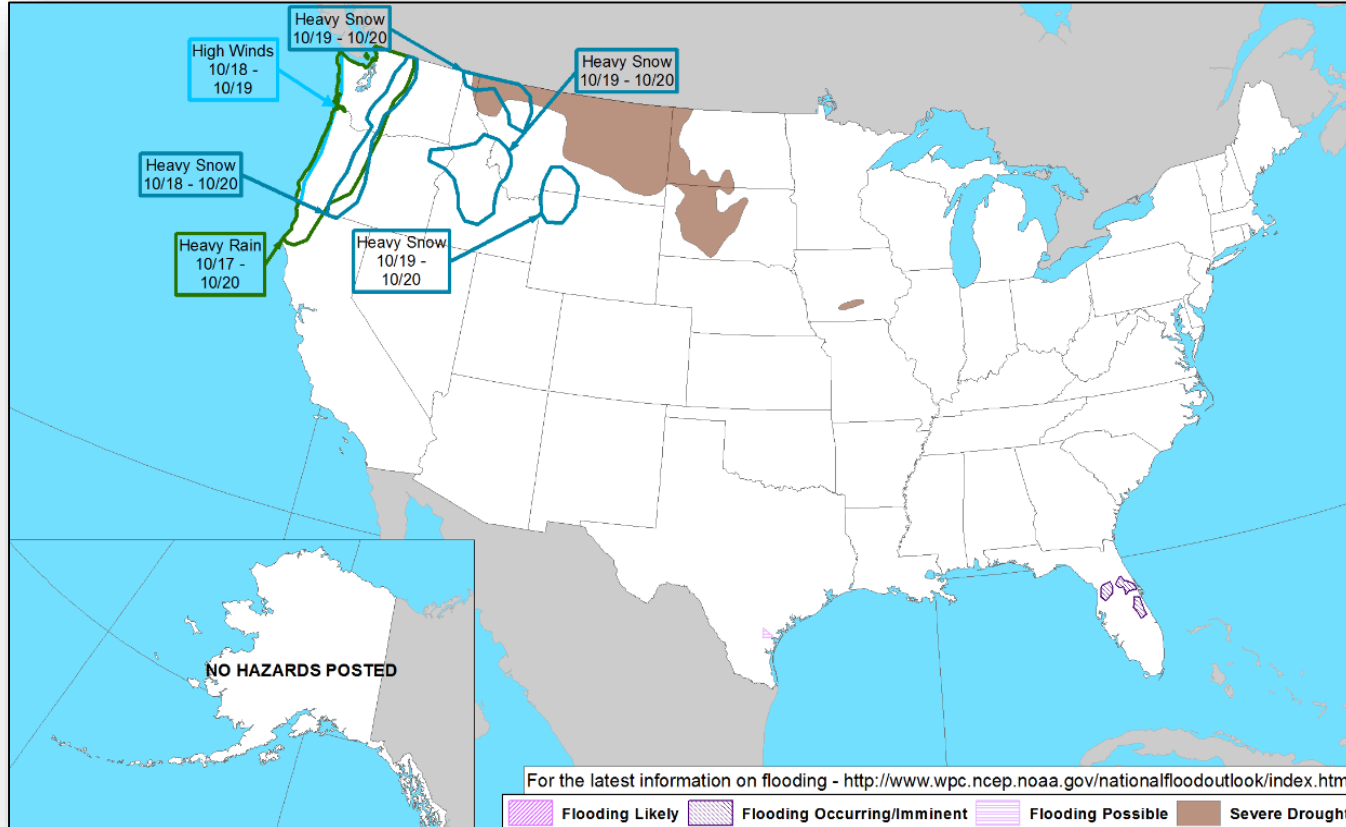 Heavy Snow
10/19 - 10/20
High Winds
10/18 -
10/19
Heavy Snow
10/19 - 10/20
Heavy Snow
10/18 - 10/20
Heavy Rain
10/17 -
10/20
Heavy Snow
10/19 -
10/20
NO HAZARDS POSTED
For the latest information on flooding - http://www.wpc.ncep.noaa.gov/nationalfloodoutlook/index.htm
Flooding Likely
Flooding Occurring/Imminent
Flooding Possible
Severe Drought